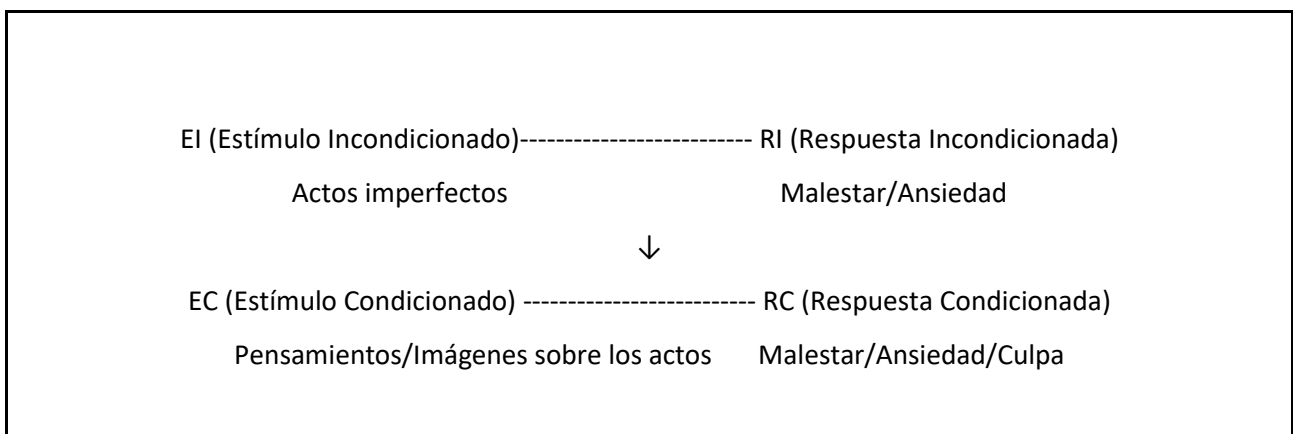 EI (Estímulo Incondicionado)------------------------- RI (Respuesta Incondicionada)
Actos imperfectos Malestar/Ansiedad
↓
EC (Estímulo Condicionado) -------------------------- RC (Respuesta Condicionada)
Pensamientos/Imágenes sobre los actos Malestar/Ansiedad/Culpa